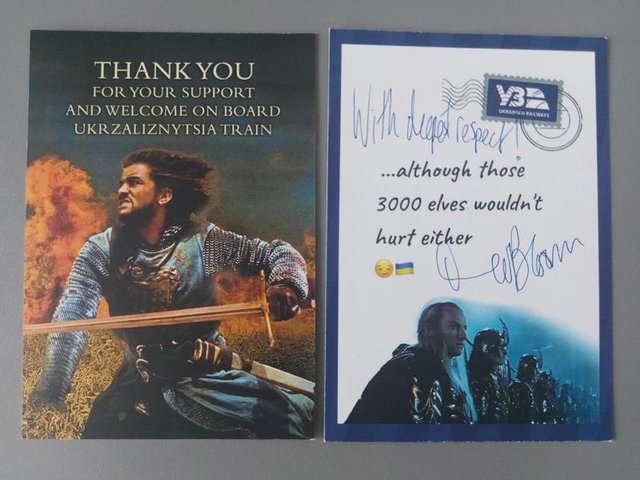 THANK YOU
FOR YOUR SUPPORT
AND WELCOME ON BOARD
UKRZALIZNYTSIA TRAIN
УЗ
UKRAINIAN RAILWAYS
With deepest respect!
...although those
3000 elves wouldn't
hurt either
😏🇺🇦